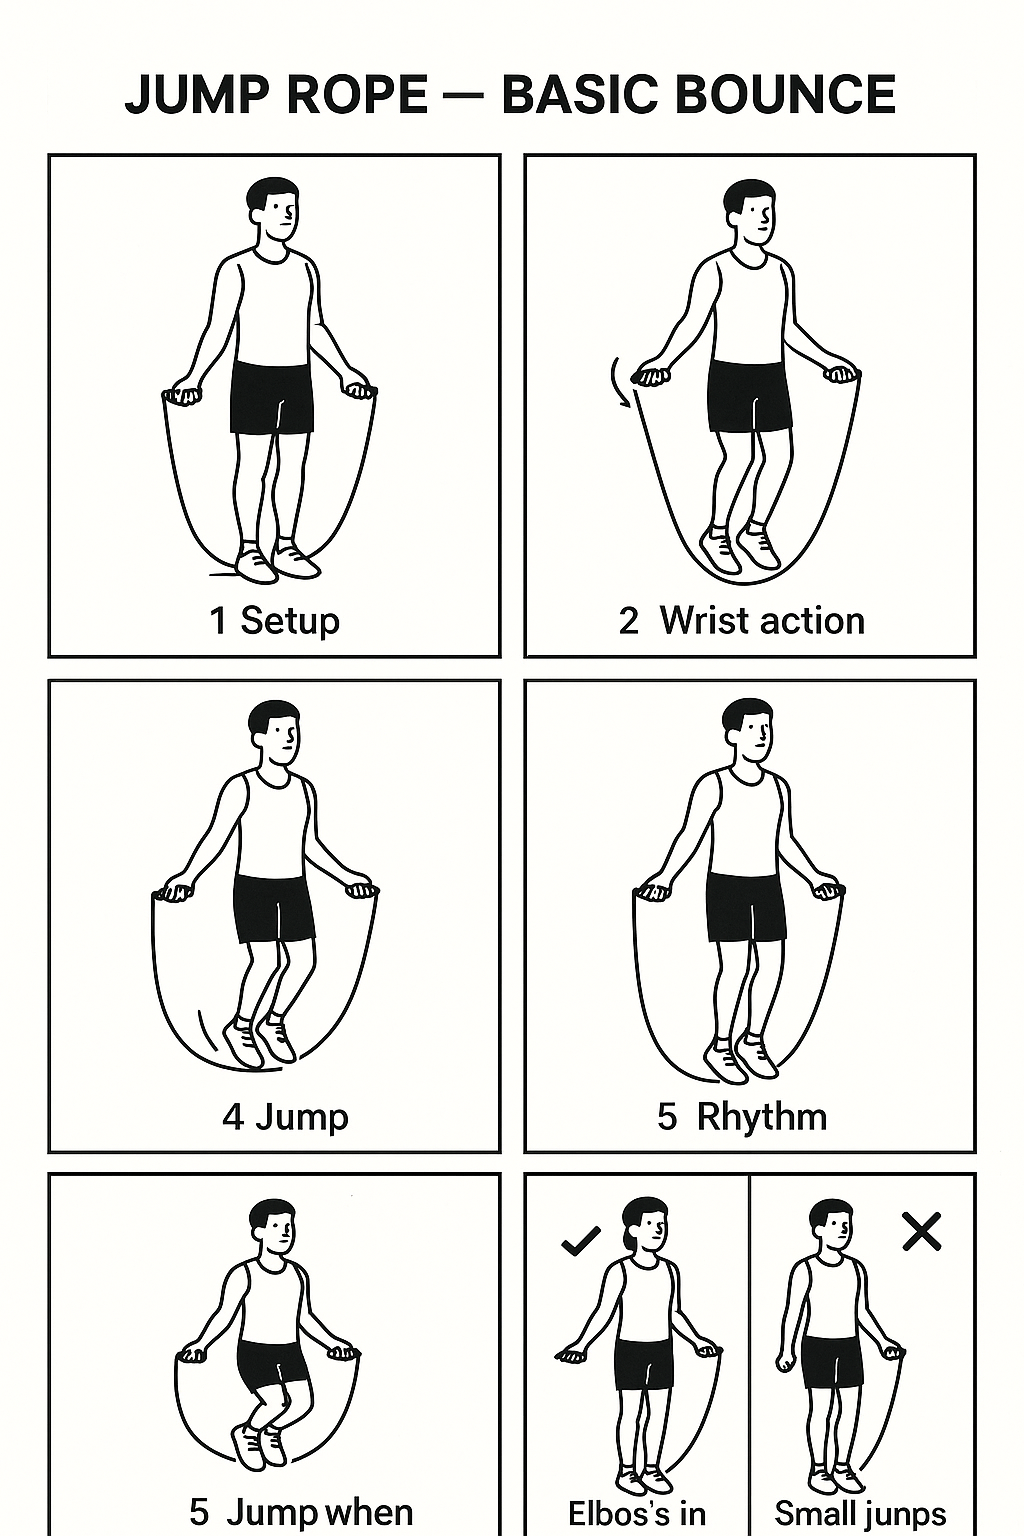 JUMP ROPE — BASIC BOUNCE
1 Setup
2 Wrist action
4 Jump
5 Rhythm
5 Jump when
Elbos's in
Small junps